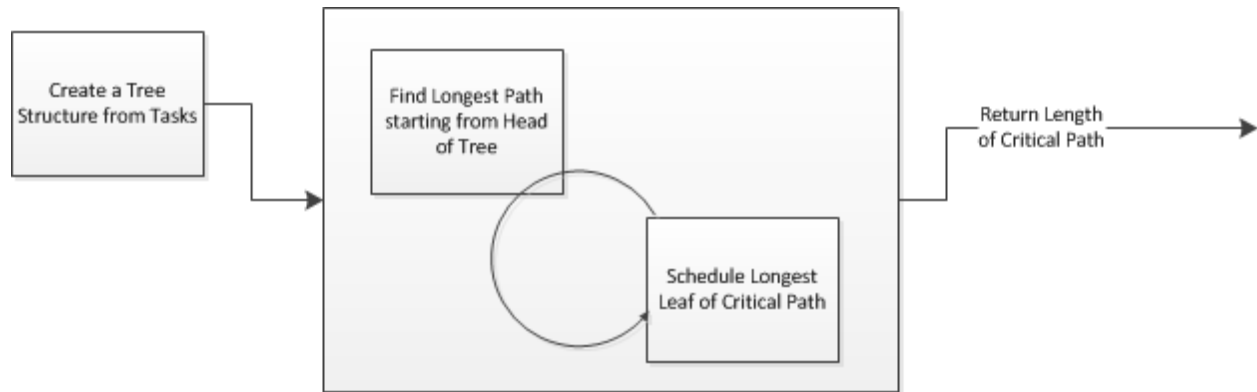 Create a Tree
Structure from Tasks
Find Longest Path
starting from Head
of Tree
Schedule Longest
Leaf of Critical Path
Return Length
of Critical Path